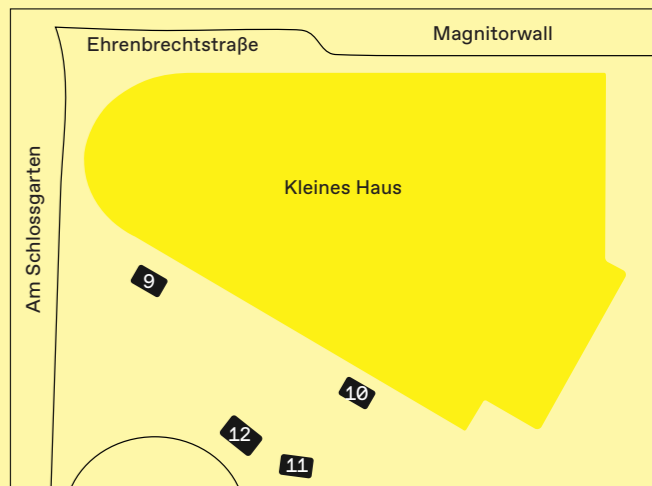 Magnitorwall
Ehrenbrechtstraße
Am Schlossgarten
Kleines Haus
9
10
12
11